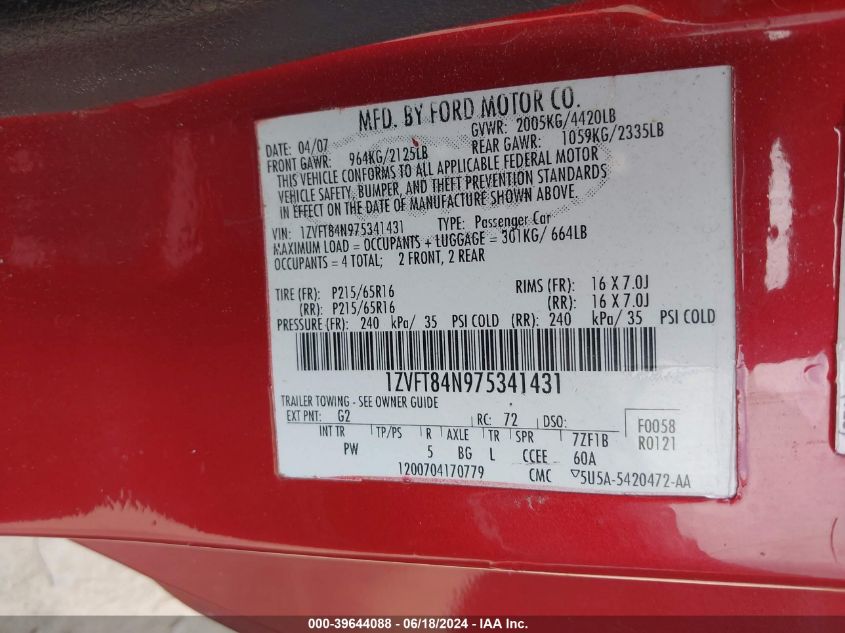 MFD. BY FORD MOTOR CO.
DATE: 04/07 GVWR: 2005KG/4420LB
FRONT GAWR: 964KG/2125LB REAR GAWR: 1059KG/2335LB
THIS VEHICLE CONFORMS TO ALL APPLICABLE FEDERAL MOTOR
VEHICLE SAFETY, BUMPER, AND THEFT PREVENTION STANDARDS
IN EFFECT ON THE DATE OF MANUFACTURE SHOWN ABOVE.
VIN: 1ZVFT84N975341431 TYPE: Passenger Car
MAXIMUM LOAD = OCCUPANTS + LUGGAGE = 301KG/ 664LB
OCCUPANTS = 4 TOTAL; 2 FRONT, 2 REAR
TIRE (FR): P215/65R16 RIMS (FR): 16 X 7.0J
(RR): P215/65R16 (RR): 16 X 7.0J
PRESSURE (FR): 240 kPa/ 35 PSI COLD (RR): 240 kPa/ 35 PSI COLD
1ZVFT84N975341431
TRAILER TOWING - SEE OWNER GUIDE
EXT PNT: G2 RC: 72 DSO: F0058
INT TR TP/PS R AXLE TR SPR 7ZF1B R0121
PW 5 BG L CCEE 60A
1200704170779 CMC ▽5U5A-5420472-AA
000-39644088 - 06/18/2024 - IAA Inc.